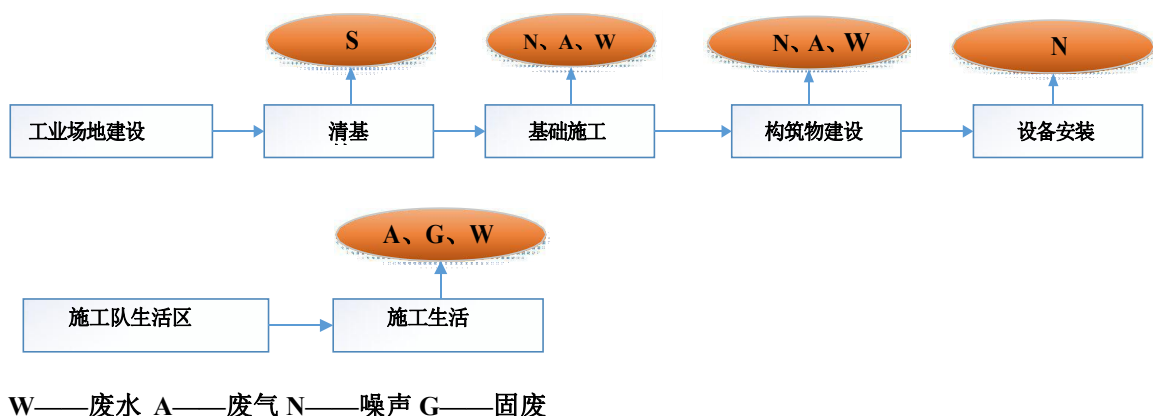 S
N、A、W
N、A、W
N
工业场地建设
清基
基础施工
构筑物建设
设备安装
A、G、W
施工队生活区
施工生活
W——废水 A——废气 N——噪声 G——固废